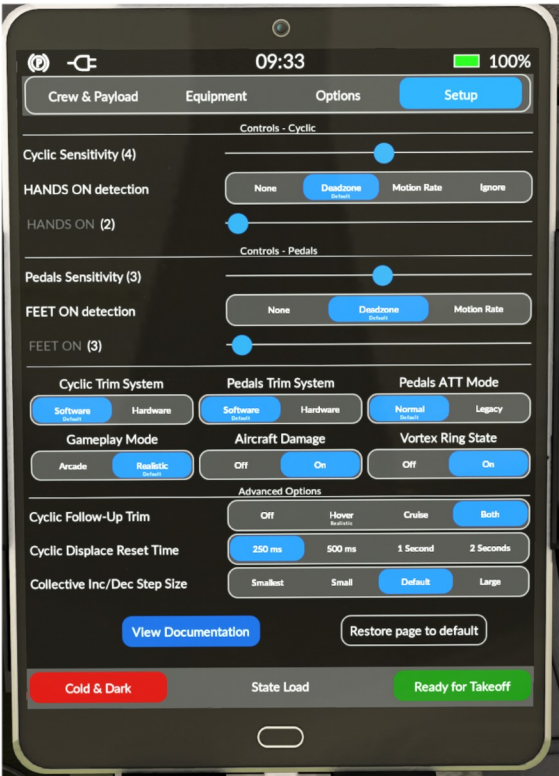 09:33
100%
Crew & Payload Equipment Options Setup
Controls - Cyclic
Cyclic Sensitivity (4)
HANDS ON detection None Deadzone Motion Rate Ignore
Default
HANDS ON (2)
Controls - Pedals
Pedals Sensitivity (3)
FEET ON detection None Deadzone Motion Rate
Default
FEET ON (3)
Cyclic Trim System Pedals Trim System Pedals ATT Mode
Software Hardware Software Hardware Normal Legacy
Default Default Default
Gameplay Mode Aircraft Damage Vortex Ring State
Arcade Realistic Off On Off On
Default
Advanced Options
Cyclic Follow-Up Trim Off Hover Cruise Both
Realistic
Cyclic Displace Reset Time 250 ms 500 ms 1 Second 2 Seconds
Collective Inc/Dec Step Size Smallest Small Default Large
View Documentation Restore page to default
Cold & Dark State Load Ready for Takeoff